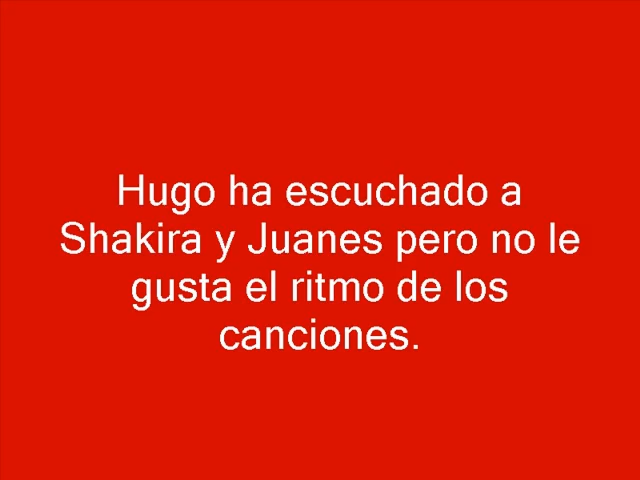 Hugo ha escuchado a
Shakira y Juanes pero no le
gusta el ritmo de los
canciones.